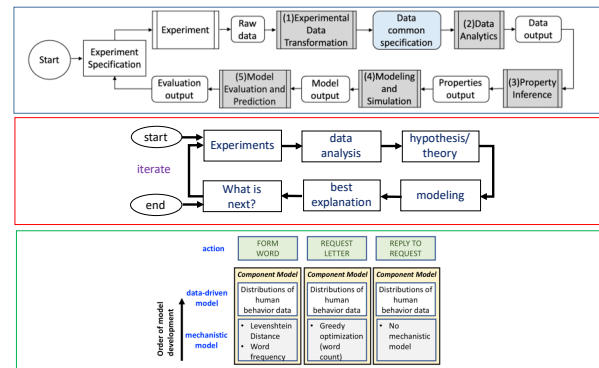 Start
Experiment
Specification
Experiment
Raw
data
(1)Experimental
Data
Transformation
Data
common
specification
(2)Data
Analytics
Data output
Evaluation
output
(5)Model
Evaluation and
Prediction
Model
output
(4)Modeling
and
Simulation
Properties
output
(3)Property
Inference
start
iterate
end
Experiments
data
analysis
hypothesis/
theory
What is
next?
best
explanation
modeling
action
FORM
WORD
REQUEST
LETTER
REPLY TO
REQUEST
Order of model
development
data-driven
model
mechanistic
model
Component Model
Distributions of
human
behavior data
• Levenshtein
Distance
• Word
frequency
Component Model
Distributions of
human
behavior data
• Greedy
optimization
(word
count)
Component Model
Distributions of
human
behavior data
• No
mechanistic
model